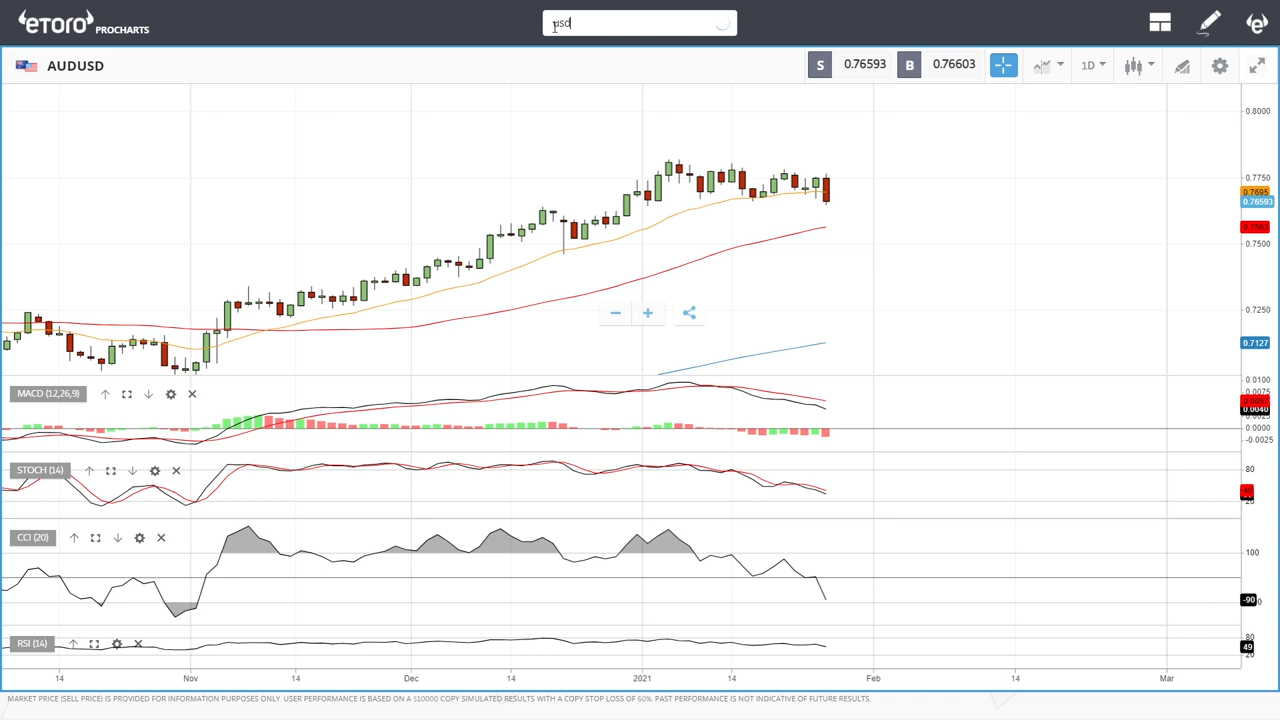 etoro PROCHARTS
usd
AUDUSD
S 0.76593 B 0.76603 1D
0.8000
0.7750
0.7695
0.76593
0.7563
0.7500
0.7250
0.7127
MACD (12,26,9)
0.0100
0.0075
0.0040
0.0000
-0.0025
STOCH (14)
80
20
CCI (20)
100
-90
RSI (14)
80
49
20
14 Nov 14 Dec 14 2021 14 Feb 14 Mar
MARKET PRICE (SELL PRICE) IS PROVIDED FOR INFORMATION PURPOSES ONLY. USER PERFORMANCE IS BASED ON A $10000 COPY SIMULATED RESULTS WITH A COPY STOP LOSS OF 60%. PAST PERFORMANCE IS NOT INDICATIVE OF FUTURE RESULTS.